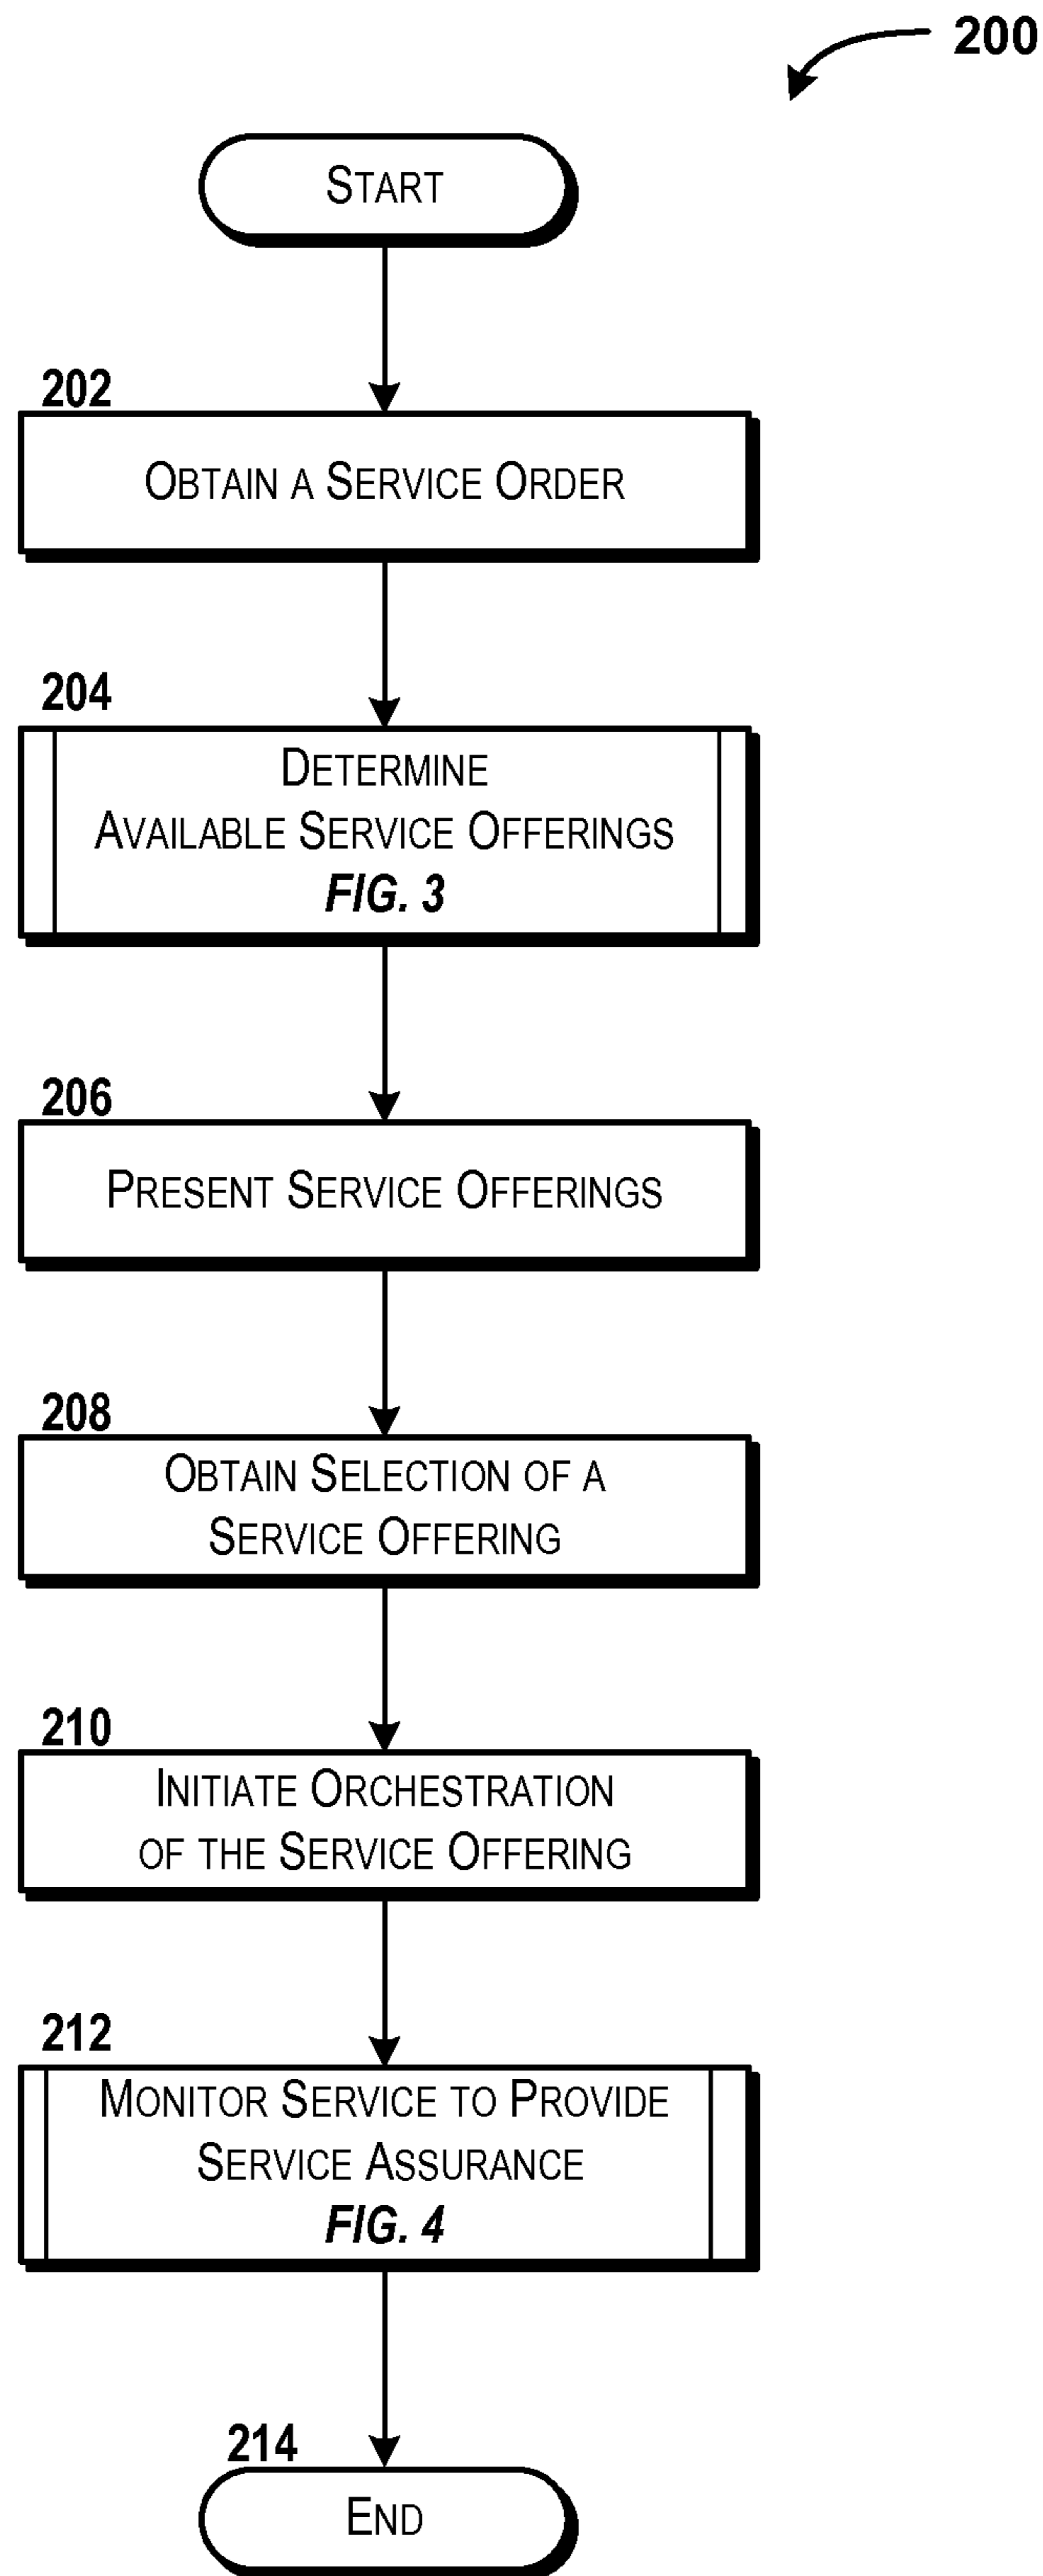 200
START
202
OBTAIN A SERVICE ORDER
204
DETERMINE
AVAILABLE SERVICE OFFERINGS
FIG. 3
206
PRESENT SERVICE OFFERINGS
208
OBTAIN SELECTION OF A
SERVICE OFFERING
210
INITIATE ORCHESTRATION
OF THE SERVICE OFFERING
212
MONITOR SERVICE TO PROVIDE
SERVICE ASSURANCE
FIG. 4
214
END